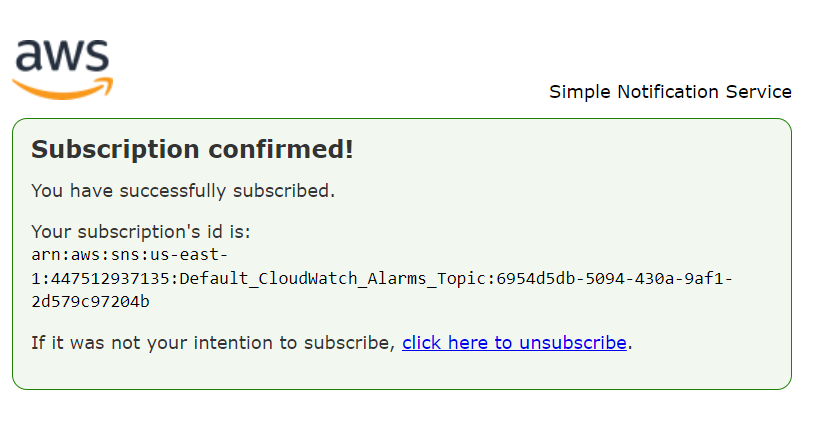 aws
Simple Notification Service
Subscription confirmed!
You have successfully subscribed.
Your subscription's id is:
arn:aws:sns:us-east-
1:447512937135:Default_CloudWatch_Alarms_Topic:6954d5db-5094-430a-9af1-
2d579c97204b
If it was not your intention to subscribe, click here to unsubscribe.